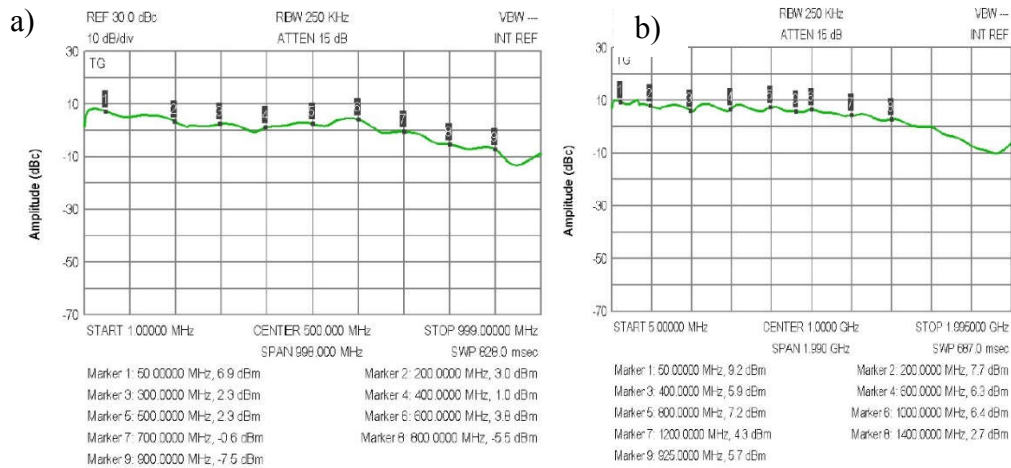 a)
REF 30.0 dBc RBW 250 KHz VBW ---
10 dB/div ATTEN 15 dB INT REF
30
TG
10
-10
-30
-50
-70
Amplitude (dBc)
START 1.00000 MHz CENTER 500.000 MHz STOP 999.00000 MHz
SPAN 998.000 MHz SWP 828.0 msec
Marker 1: 50.00000 MHz, 6.9 dBm Marker 2: 200.0000 MHz, 3.0 dBm
Marker 3: 300.0000 MHz, 2.3 dBm Marker 4: 400.0000 MHz, 1.0 dBm
Marker 5: 500.0000 MHz, 2.3 dBm Marker 6: 600.0000 MHz, 3.8 dBm
Marker 7: 700.0000 MHz, -0.6 dBm Marker 8: 800.0000 MHz, -5.5 dBm
Marker 9: 900.0000 MHz, -7.5 dBm
b)
RBW 250 KHz VBW ---
ATTEN 15 dB INT REF
30
TG
10
-10
-30
-50
-70
Amplitude (dBc)
START 5.00000 MHz CENTER 1.0000 GHz STOP 1.995000 GHz
SPAN 1.990 GHz SWP 687.0 msec
Marker 1: 50.00000 MHz, 9.2 dBm Marker 2: 200.0000 MHz, 7.7 dBm
Marker 3: 400.0000 MHz, 5.9 dBm Marker 4: 600.0000 MHz, 6.3 dBm
Marker 5: 800.0000 MHz, 7.2 dBm Marker 6: 1000.0000 MHz, 6.4 dBm
Marker 7: 1200.0000 MHz, 4.3 dBm Marker 8: 1400.0000 MHz, 2.7 dBm
Marker 9: 925.0000 MHz, 5.7 dBm